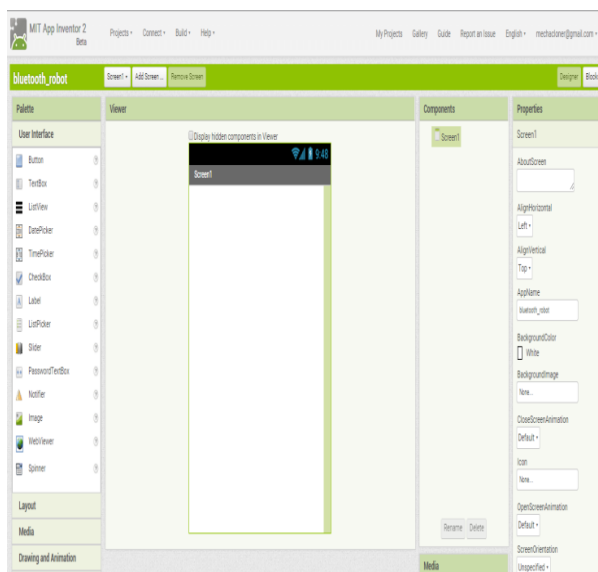 MIT App Inventor 2
Beta
Projects Connect Build Help
My Projects Gallery Guide Report an Issue English mechacloner@gmail.com
bluetooth_robot
Screen1 Add Screen ... Remove Screen
Designer Block
Palette
Viewer
Components
Properties
User Interface
Button
TextBox
ListView
DatePicker
TimePicker
CheckBox
Label
ListPicker
Slider
PasswordTextBox
Notifier
Image
WebViewer
Spinner
Layout
Media
Drawing and Animation
Display hidden components in Viewer
9:48
Screen1
Screen1
Rename Delete
Media
Screen1
AboutScreen
AlignHorizontal
Left
AlignVertical
Top
AppName
bluetooth_robot
BackgroundColor
White
BackgroundImage
None...
CloseScreenAnimation
Default
Icon
None...
OpenScreenAnimation
Default
ScreenOrientation
Unspecified